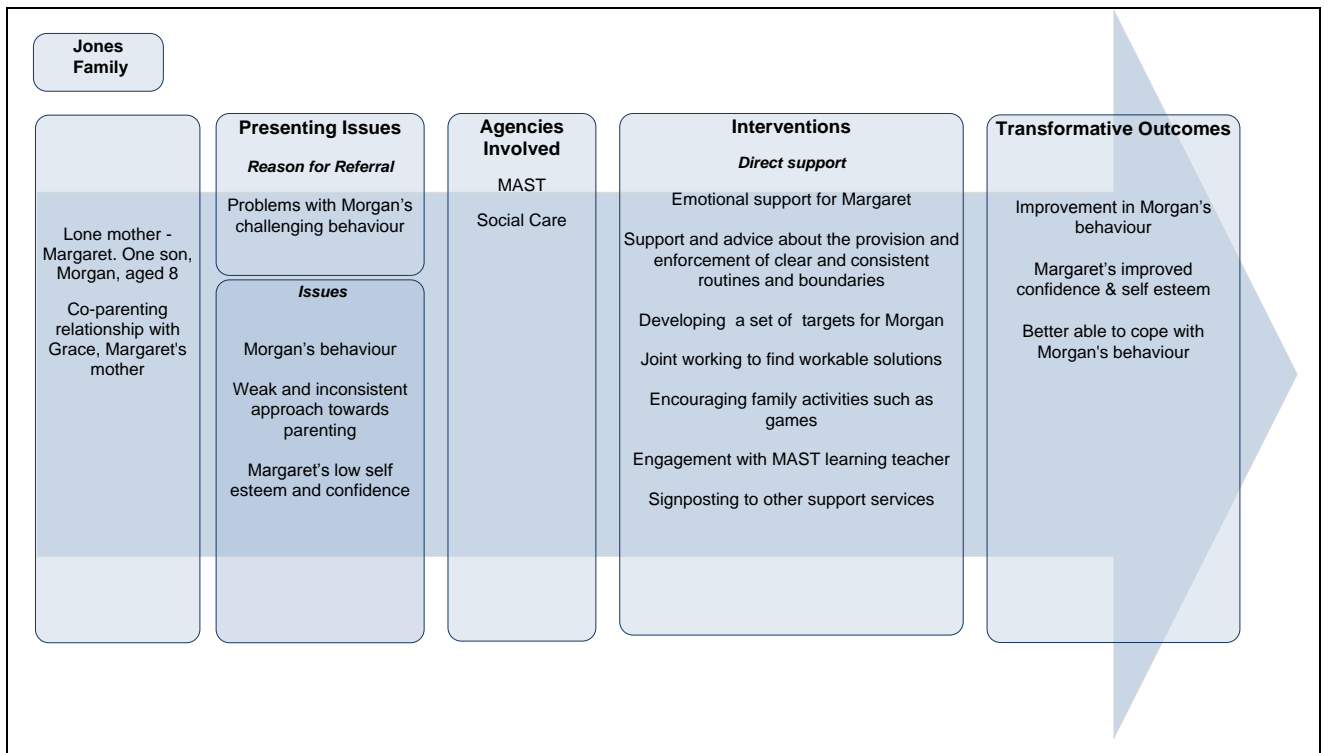 Jones
Family
Lone mother -
Margaret. One son,
Morgan, aged 8
Co-parenting
relationship with
Grace, Margaret's
mother
Presenting Issues
Reason for Referral
Problems with Morgan’s
challenging behaviour
Issues
Morgan’s behaviour
Weak and inconsistent
approach towards
parenting
Margaret’s low self
esteem and confidence
Agencies
Involved
MAST
Social Care
Interventions
Direct support
Emotional support for Margaret
Support and advice about the provision and
enforcement of clear and consistent
routines and boundaries
Developing a set of targets for Morgan
Joint working to find workable solutions
Encouraging family activities such as
games
Engagement with MAST learning teacher
Signposting to other support services
Transformative Outcomes
Improvement in Morgan’s
behaviour
Margaret’s improved
confidence & self esteem
Better able to cope with
Morgan's behaviour